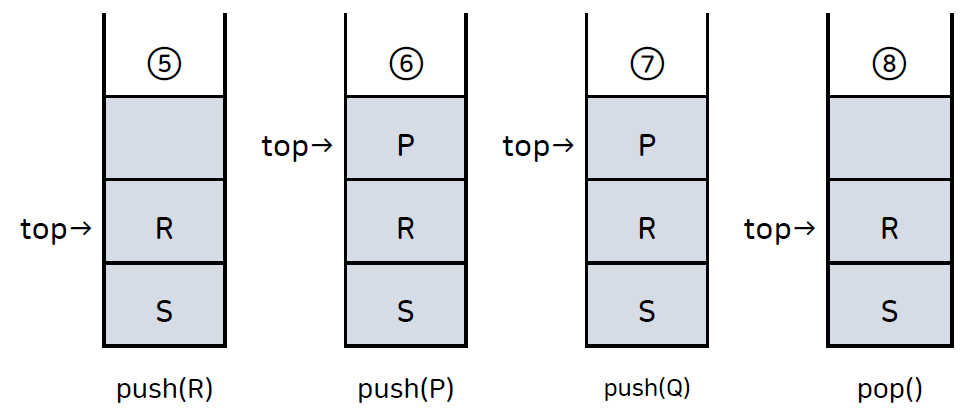 ⑤ ⑥ ⑦ ⑧
top→ P top→ P
top→ R R R top→ R
S S S S
push(R) push(P) push(Q) pop()